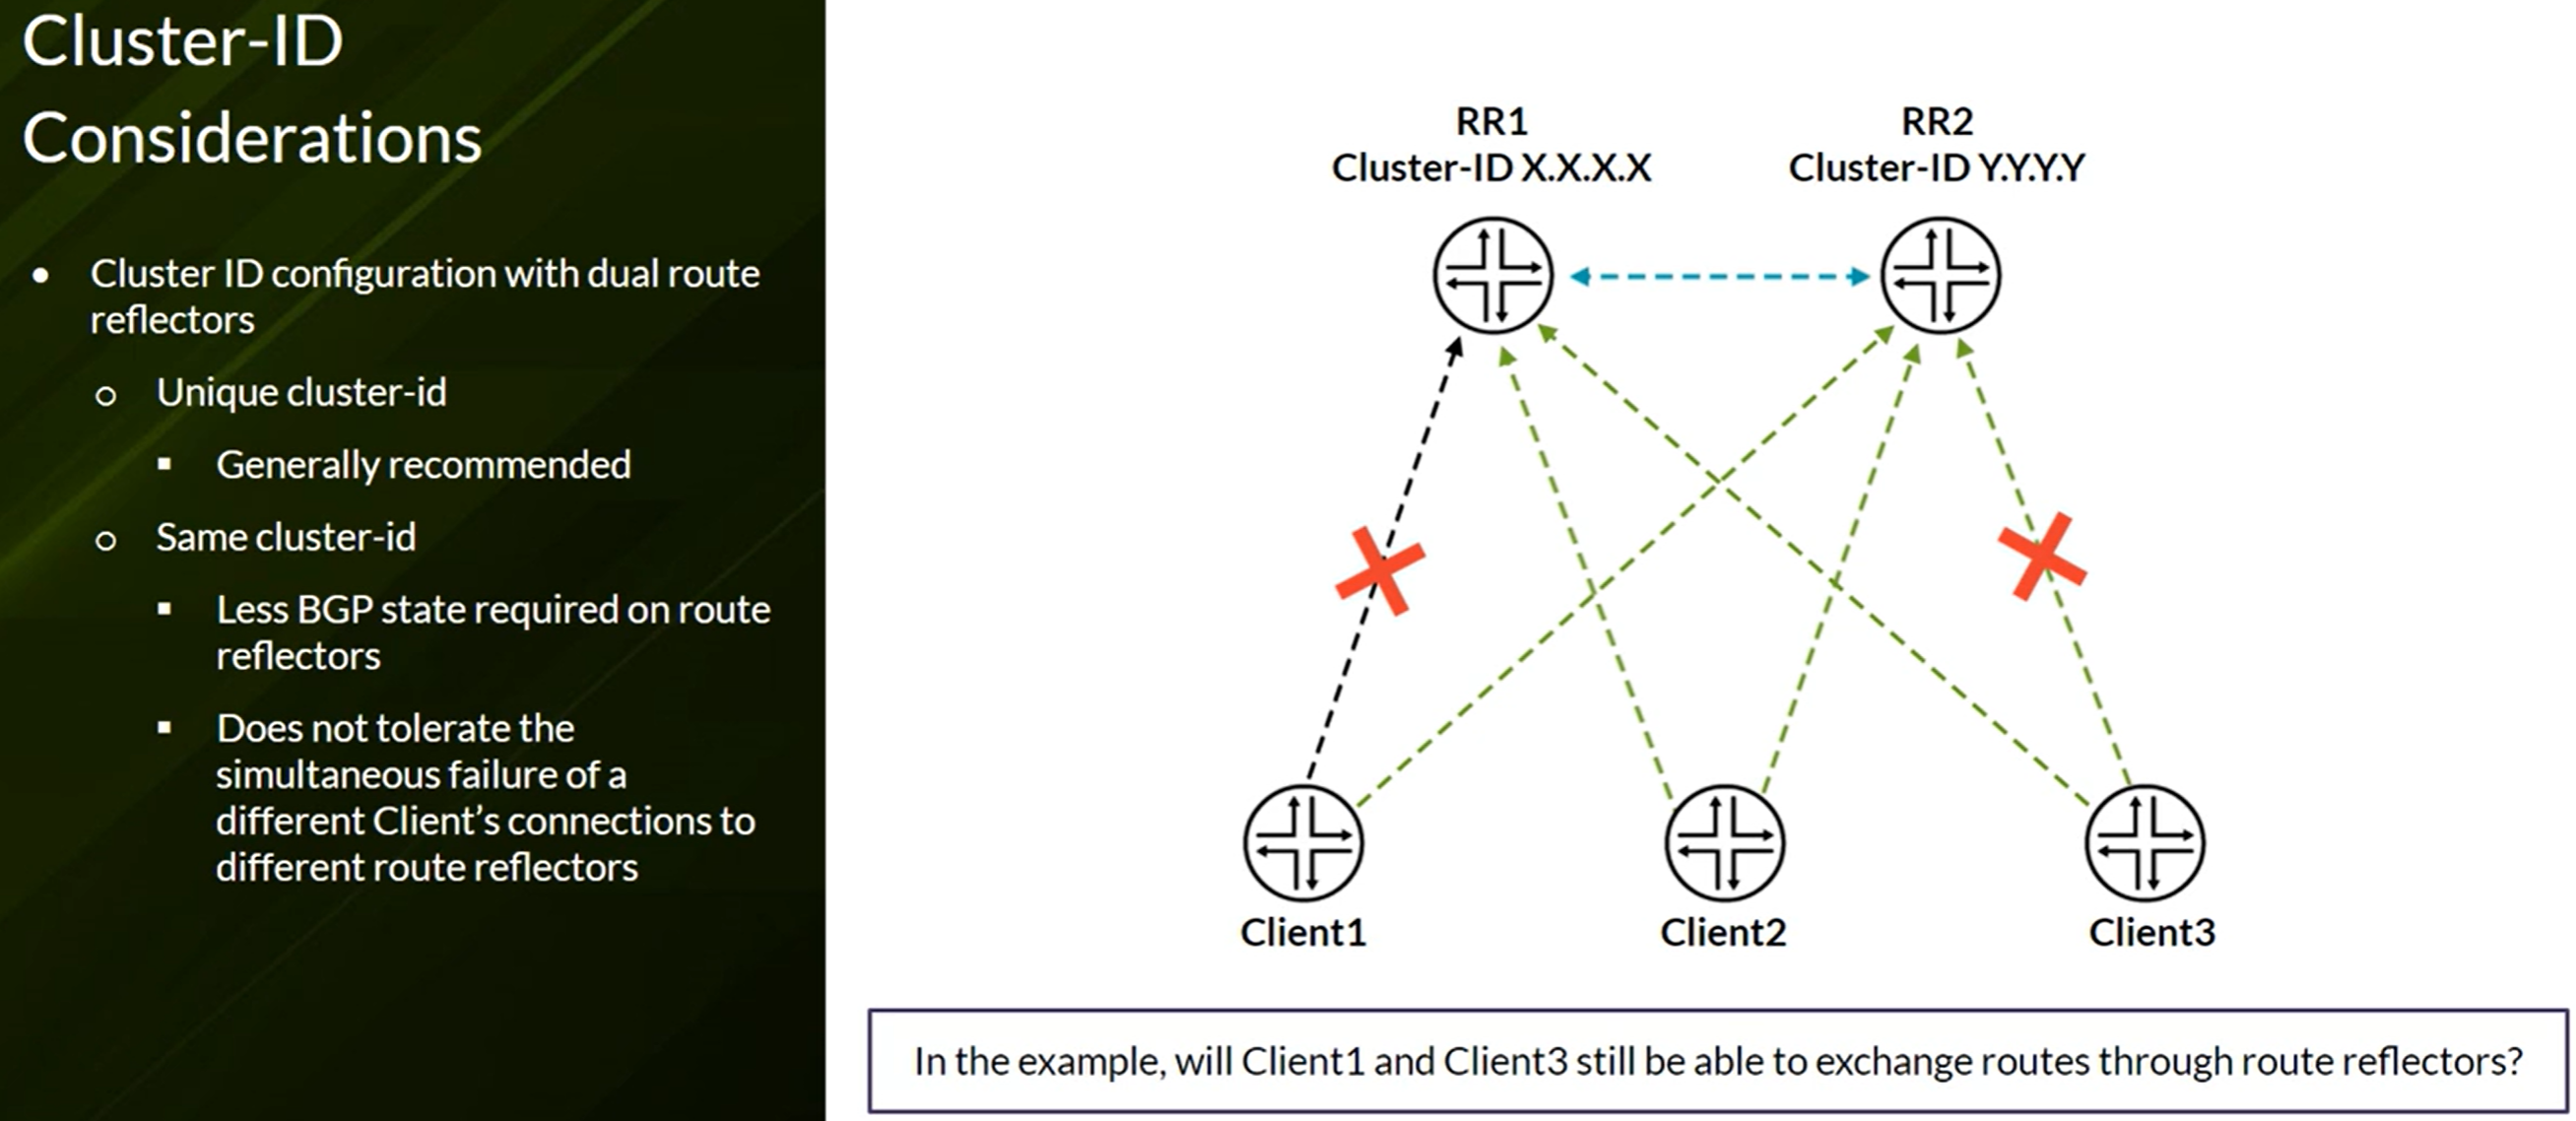 Cluster-ID
Considerations
Cluster ID configuration with dual route
reflectors
Unique cluster-id
Generally recommended
Same cluster-id
Less BGP state required on route
reflectors
Does not tolerate the
simultaneous failure of a
different Client’s connections to
different route reflectors
RR1
Cluster-ID X.X.X.X
RR2
Cluster-ID Y.Y.Y.Y
Client1
Client2
Client3
In the example, will Client1 and Client3 still be able to exchange routes through route reflectors?